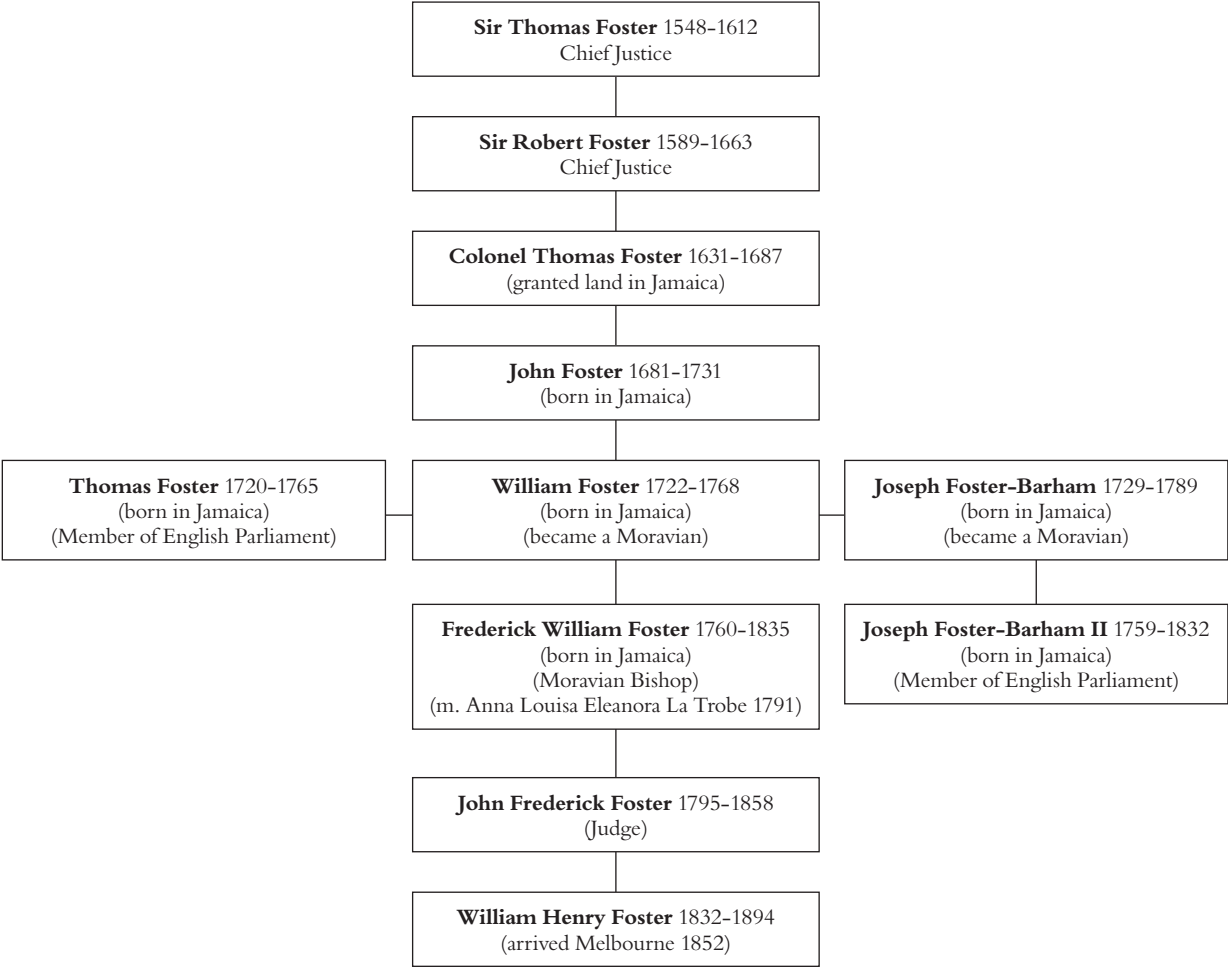 Sir Thomas Foster 1548-1612
Chief Justice
Sir Robert Foster 1589-1663
Chief Justice
Colonel Thomas Foster 1631-1687
(granted land in Jamaica)
John Foster 1681-1731
(born in Jamaica)
Thomas Foster 1720-1765
(born in Jamaica)
(Member of English Parliament)
William Foster 1722-1768
(born in Jamaica)
(became a Moravian)
Joseph Foster-Barham 1729-1789
(born in Jamaica)
(became a Moravian)
Frederick William Foster 1760-1835
(born in Jamaica)
(Moravian Bishop)
(m. Anna Louisa Eleanora La Trobe 1791)
Joseph Foster-Barham II 1759-1832
(born in Jamaica)
(Member of English Parliament)
John Frederick Foster 1795-1858
(Judge)
William Henry Foster 1832-1894
(arrived Melbourne 1852)